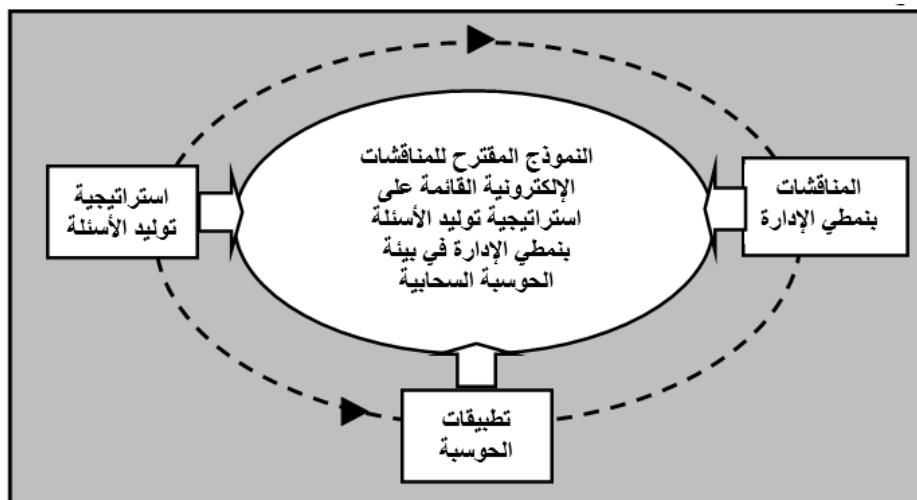 النموذج المقترح للمناقشات
الإلكترونية القائمة على
استراتيجية توليد الأسئلة
بنمطي الإدارة في بيئة
الحوسبة السحابية
المناقشات
بنمطي الإدارة
استراتيجية
توليد الأسئلة
تطبيقات
الحوسبة